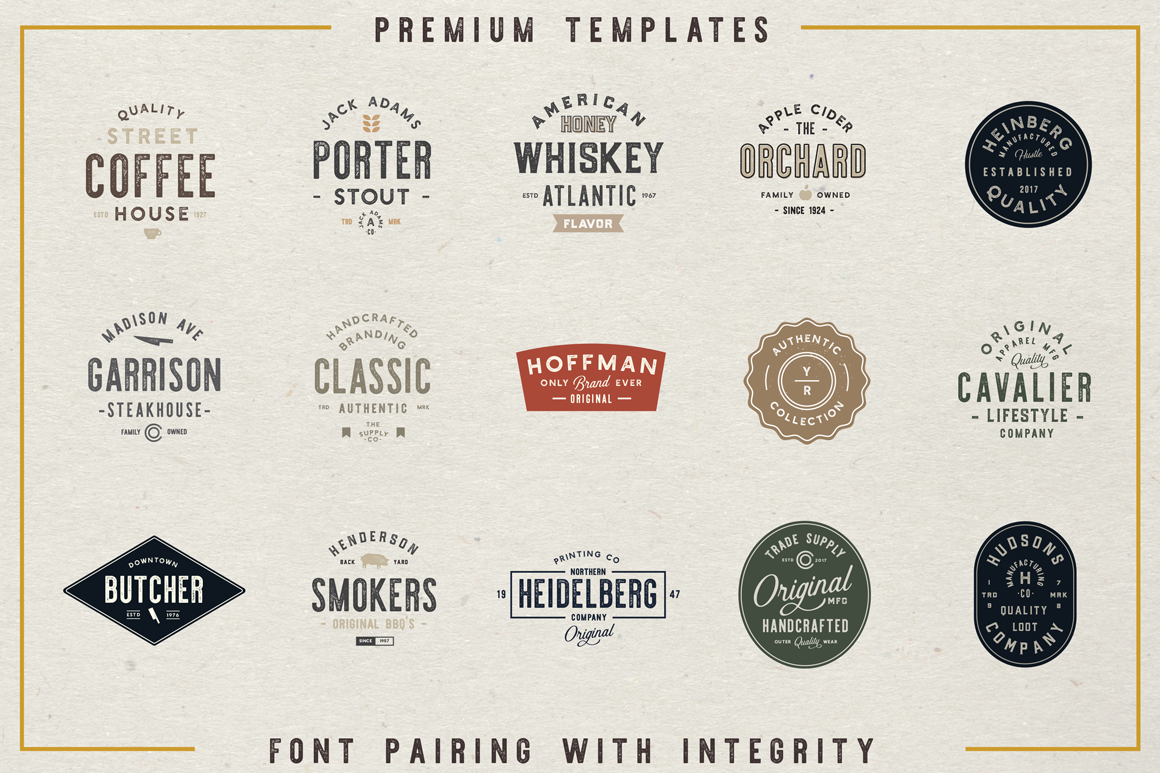 PREMIUM TEMPLATES
QUALITY
STREET
COFFEE
ESTD HOUSE 1927
JACK ADAMS
PORTER
- STOUT -
TRD JACK ADAMS MRK
A
·CO·
AMERICAN
HONEY
WHISKEY
ESTD ATLANTIC 1967
FLAVOR
APPLE CIDER
- THE -
ORCHARD
FAMILY OWNED
- SINCE 1924 -
HEINBERG
MANUFACTURED
Hustle
ESTABLISHED
2017
QUALITY
MADISON AVE
GARRISON
-STEAKHOUSE-
FAMILY C OWNED
HANDCRAFTED
BRANDING
CLASSIC
TRD AUTHENTIC MRK
THE
SUPPLY
·CO·
HOFFMAN
ONLY Brand EVER
— ORIGINAL —
AUTHENTIC
Y
R
COLLECTION
ORIGINAL
APPAREL MFG
Quality
CAVALIER
- LIFESTYLE -
COMPANY
DOWNTOWN
BUTCHER
ESTD 1976
HENDERSON
BACK YARD
SMOKERS
- ORIGINAL BBQ'S -
SINCE 1957
PRINTING CO
NORTHERN
19 HEIDELBERG 47
COMPANY
Original
TRADE SUPPLY
ESTD C 2017
Original
MFG
HANDCRAFTED
OUTER Quality WEAR
HUDSONS
MANUFACTURING
1 H 7
TRD ·CO· MRK
9 8
QUALITY
LOOT
COMPANY
FONT PAIRING WITH INTEGRITY